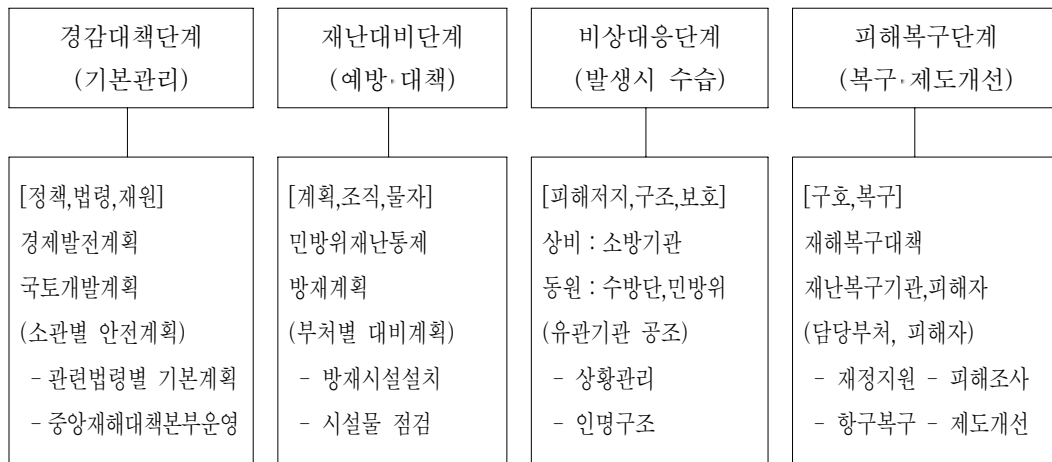 경감대책단계
(기본관리)
재난대비단계
(예방·대책)
비상대응단계
(발생시 수습)
피해복구단계
(복구·제도개선)
[정책,법령,재원]
경제발전계획
국토개발계획
(소관별 안전계획)
- 관련법령별 기본계획
- 중앙재해대책본부운영
[계획,조직,물자]
민방위재난통제
방재계획
(부처별 대비계획)
- 방재시설설치
- 시설물 점검
[피해저지,구조,보호]
상비 : 소방기관
동원 : 수방단,민방위
(유관기관 공조)
- 상황관리
- 인명구조
[구호,복구]
재해복구대책
재난복구기관,피해자
(담당부처, 피해자)
- 재정지원 - 피해조사
- 항구복구 - 제도개선